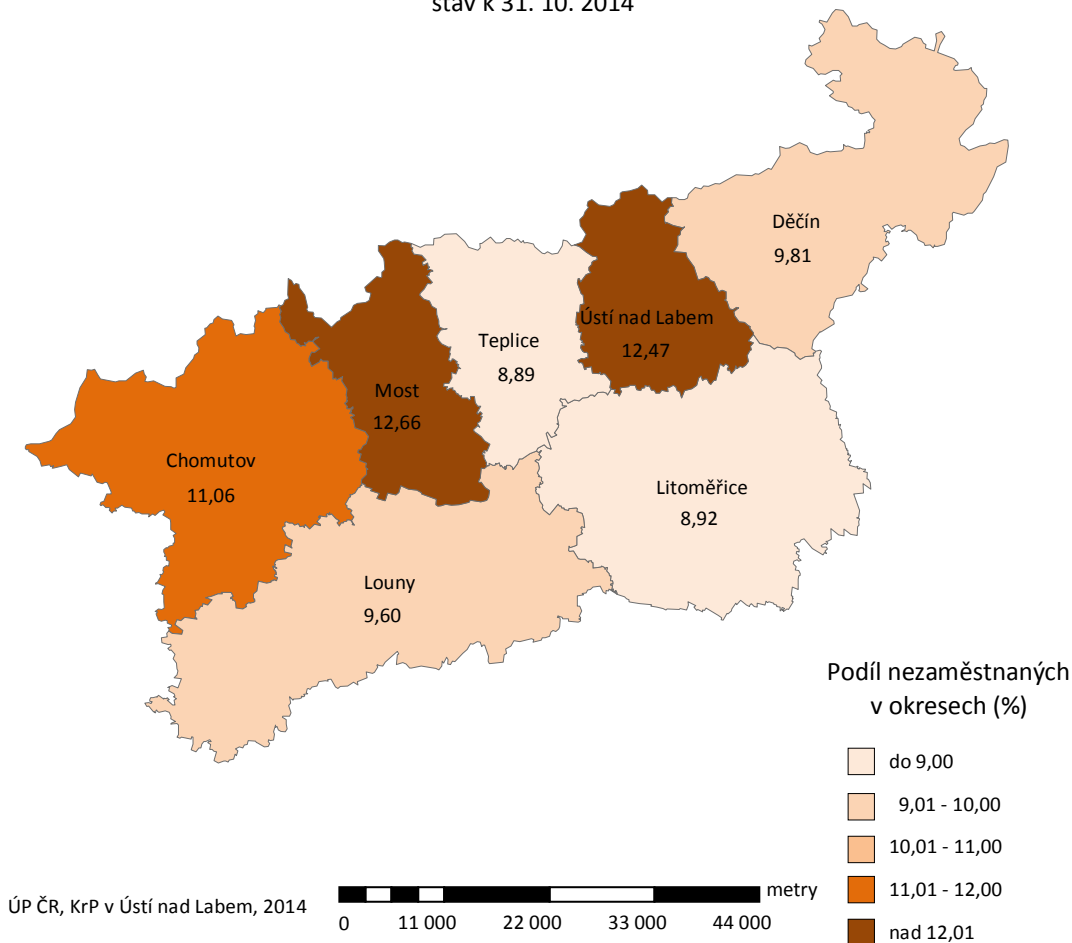 stav k 31. 10. 2014
Děčín
9,81
Ústí nad Labem
12,47
Teplice
8,89
Most
12,66
Chomutov
11,06
Litoměřice
8,92
Louny
9,60
Podíl nezaměstnaných
v okresech (%)
do 9,00
9,01 - 10,00
10,01 - 11,00
11,01 - 12,00
nad 12,01
ÚP ČR, KrP v Ústí nad Labem, 2014
metry
0 11 000 22 000 33 000 44 000